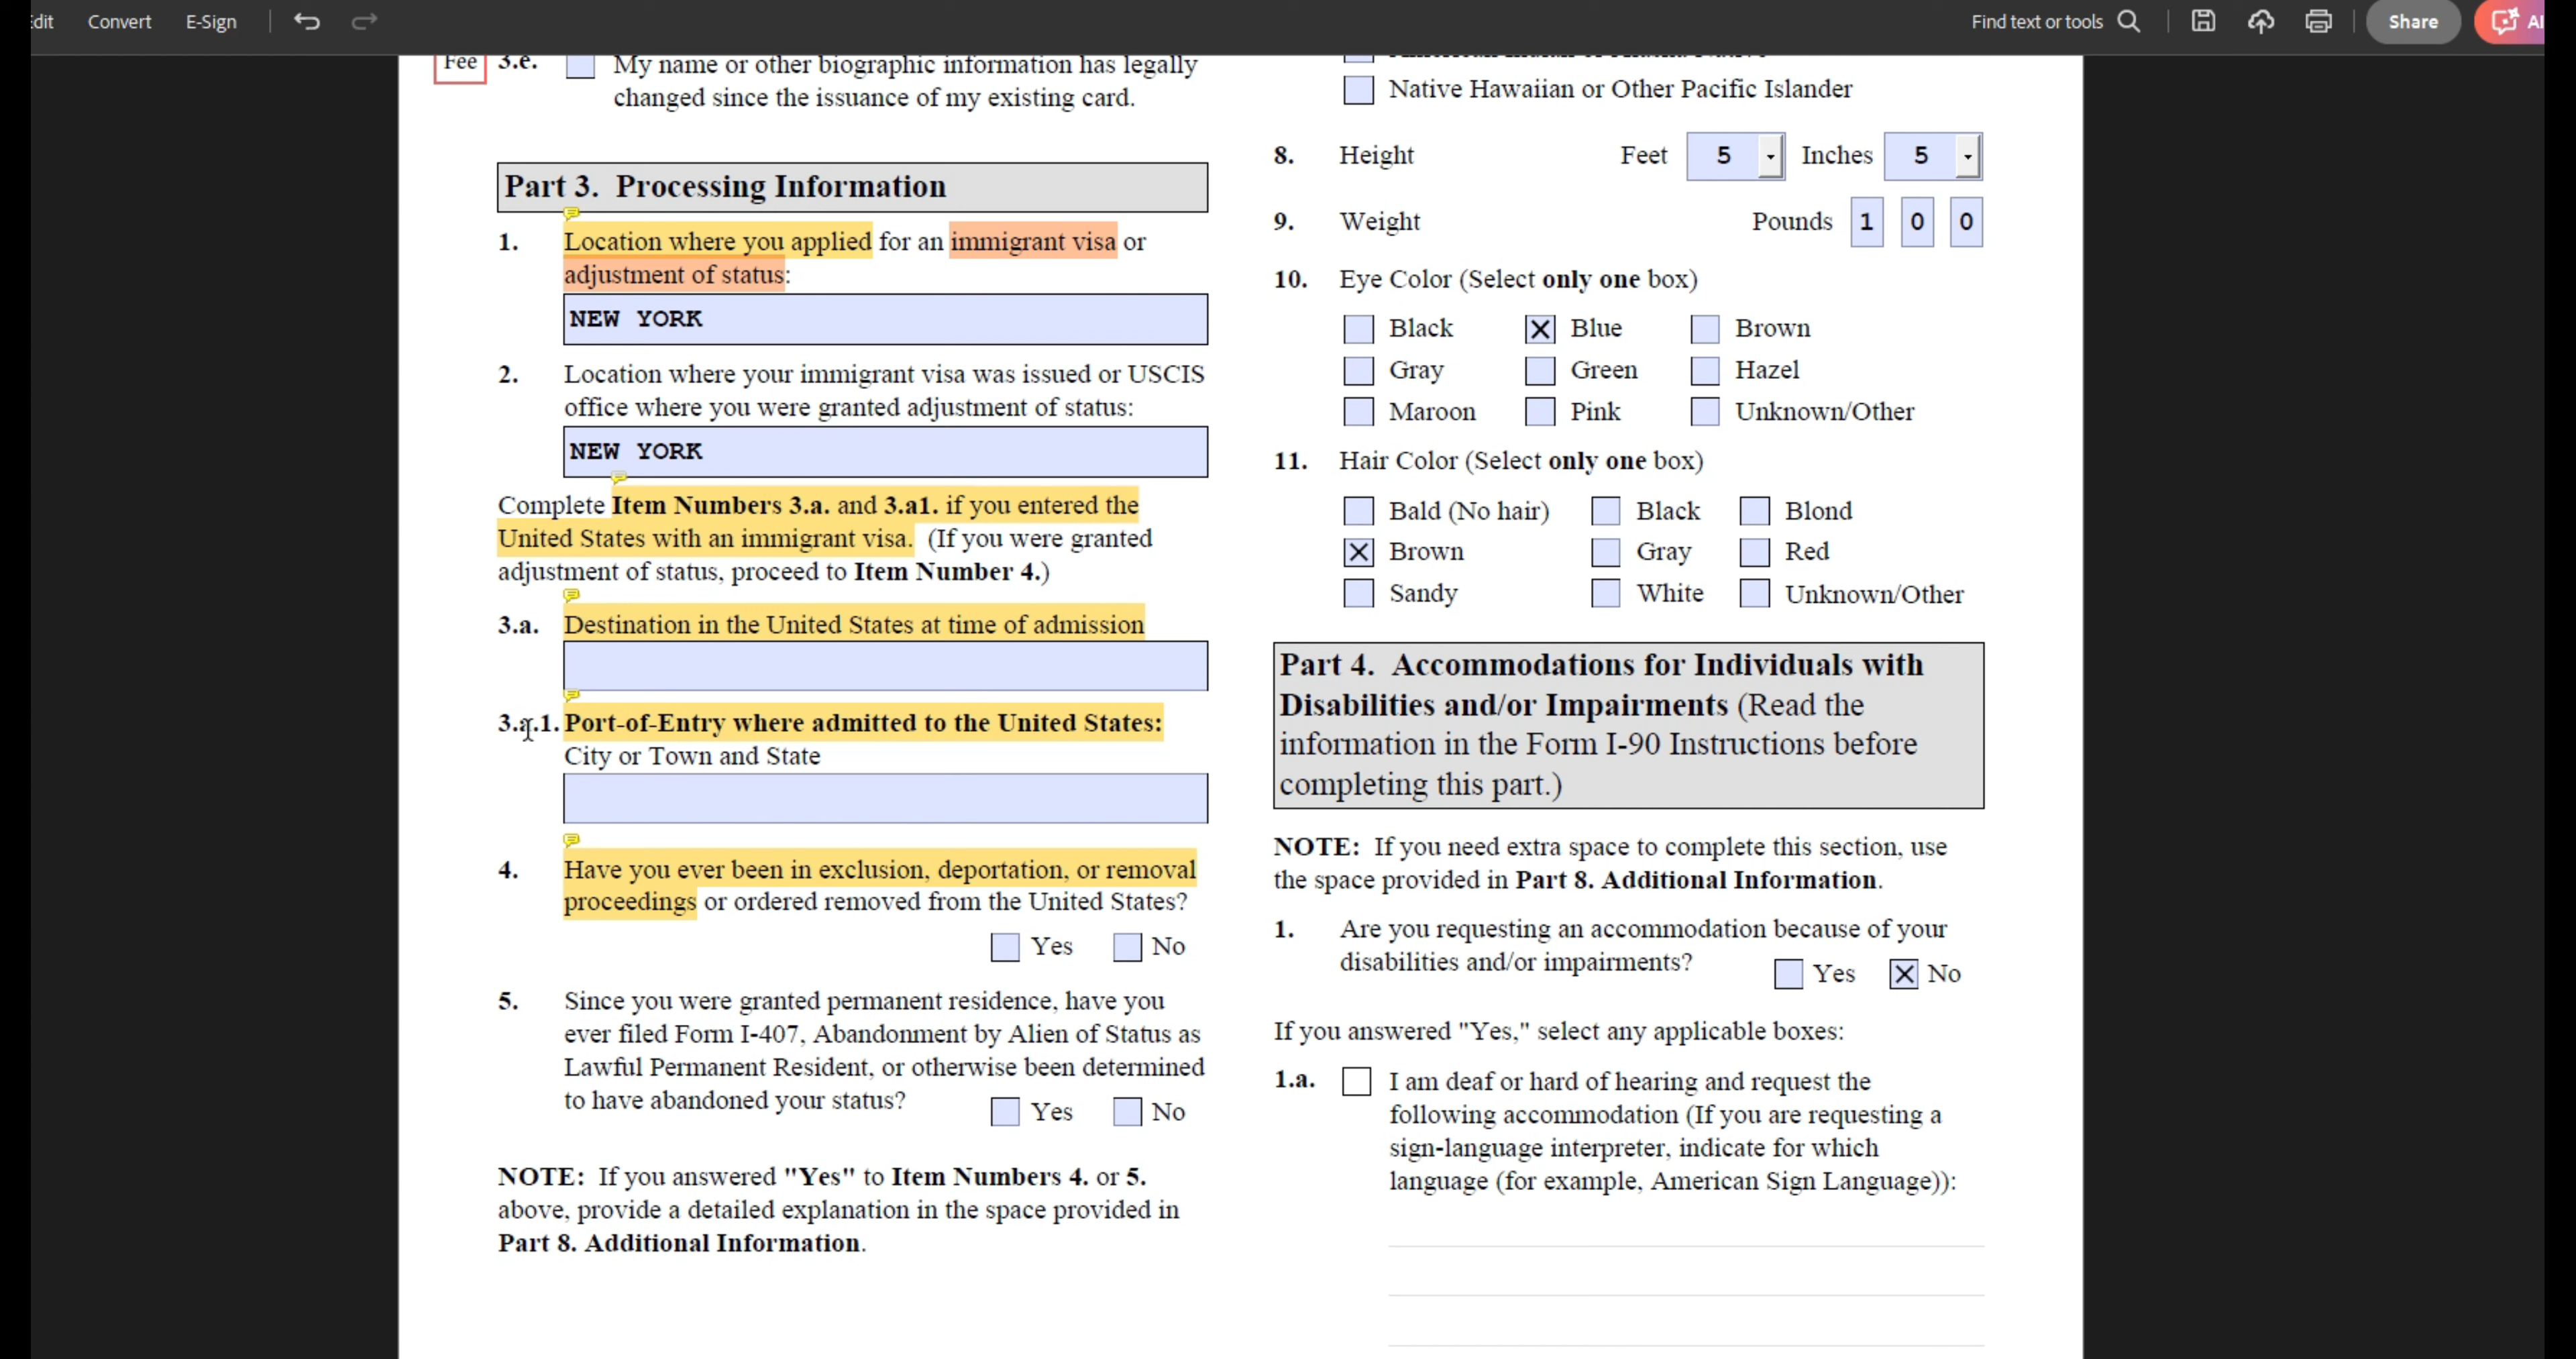 Edit
Convert
E-Sign
Find text or tools
Share
AI
Fee
3.e. My name or other biographic information has legally
changed since the issuance of my existing card.
Part 3. Processing Information
1. Location where you applied for an immigrant visa or
adjustment of status:
NEW YORK
2. Location where your immigrant visa was issued or USCIS
office where you were granted adjustment of status:
NEW YORK
Complete Item Numbers 3.a. and 3.a1. if you entered the
United States with an immigrant visa. (If you were granted
adjustment of status, proceed to Item Number 4.)
3.a. Destination in the United States at time of admission
3.a.1. Port-of-Entry where admitted to the United States:
City or Town and State
4. Have you ever been in exclusion, deportation, or removal
proceedings or ordered removed from the United States?
Yes No
5. Since you were granted permanent residence, have you
ever filed Form I-407, Abandonment by Alien of Status as
Lawful Permanent Resident, or otherwise been determined
to have abandoned your status? Yes No
NOTE: If you answered "Yes" to Item Numbers 4. or 5.
above, provide a detailed explanation in the space provided in
Part 8. Additional Information.
Native Hawaiian or Other Pacific Islander
8. Height Feet 5 Inches 5
9. Weight Pounds 1 0 0
10. Eye Color (Select only one box)
Black Blue Brown
Gray Green Hazel
Maroon Pink Unknown/Other
11. Hair Color (Select only one box)
Bald (No hair) Black Blond
Brown Gray Red
Sandy White Unknown/Other
Part 4. Accommodations for Individuals with
Disabilities and/or Impairments (Read the
information in the Form I-90 Instructions before
completing this part.)
NOTE: If you need extra space to complete this section, use
the space provided in Part 8. Additional Information.
1. Are you requesting an accommodation because of your
disabilities and/or impairments? Yes No
If you answered "Yes," select any applicable boxes:
1.a. I am deaf or hard of hearing and request the
following accommodation (If you are requesting a
sign-language interpreter, indicate for which
language (for example, American Sign Language)):